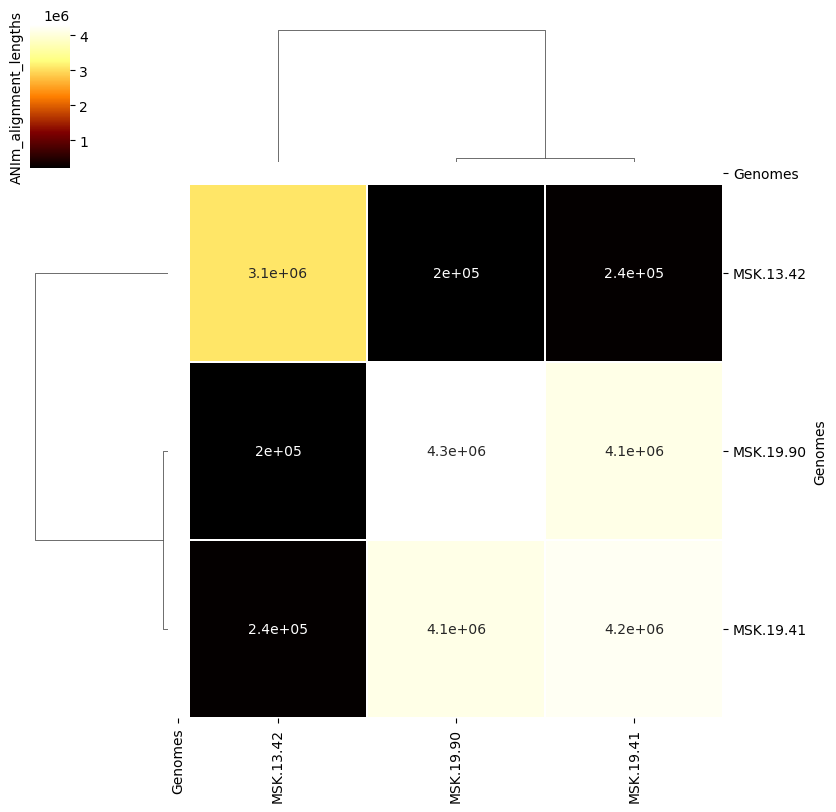 1e6
ANIm_alignment_lengths
4
3
2
1
Genomes
3.1e+06 2e+05 2.4e+05 MSK.13.42
2e+05 4.3e+06 4.1e+06 MSK.19.90
Genomes
2.4e+05 4.1e+06 4.2e+06 MSK.19.41
Genomes MSK.13.42 MSK.19.90 MSK.19.41